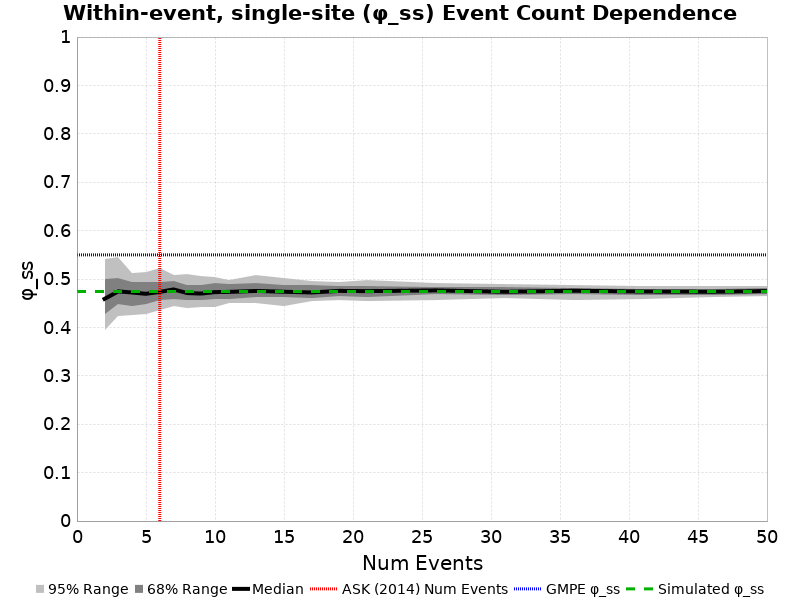 Within-event, single-site (φ_ss) Event Count Dependence
1
0.9
0.8
0.7
0.6
0.5
0.4
0.3
0.2
0.1
0
φ_ss
0 5 10 15 20 25 30 35 40 45 50
Num Events
95% Range 68% Range Median ASK (2014) Num Events GMPE φ_ss Simulated φ_ss